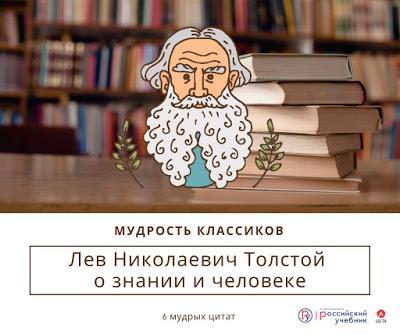 МУДРОСТЬ КЛАССИКОВ
Лев Николаевич Толстой
о знании и человеке
6 мудрых цитат
российский
учебник